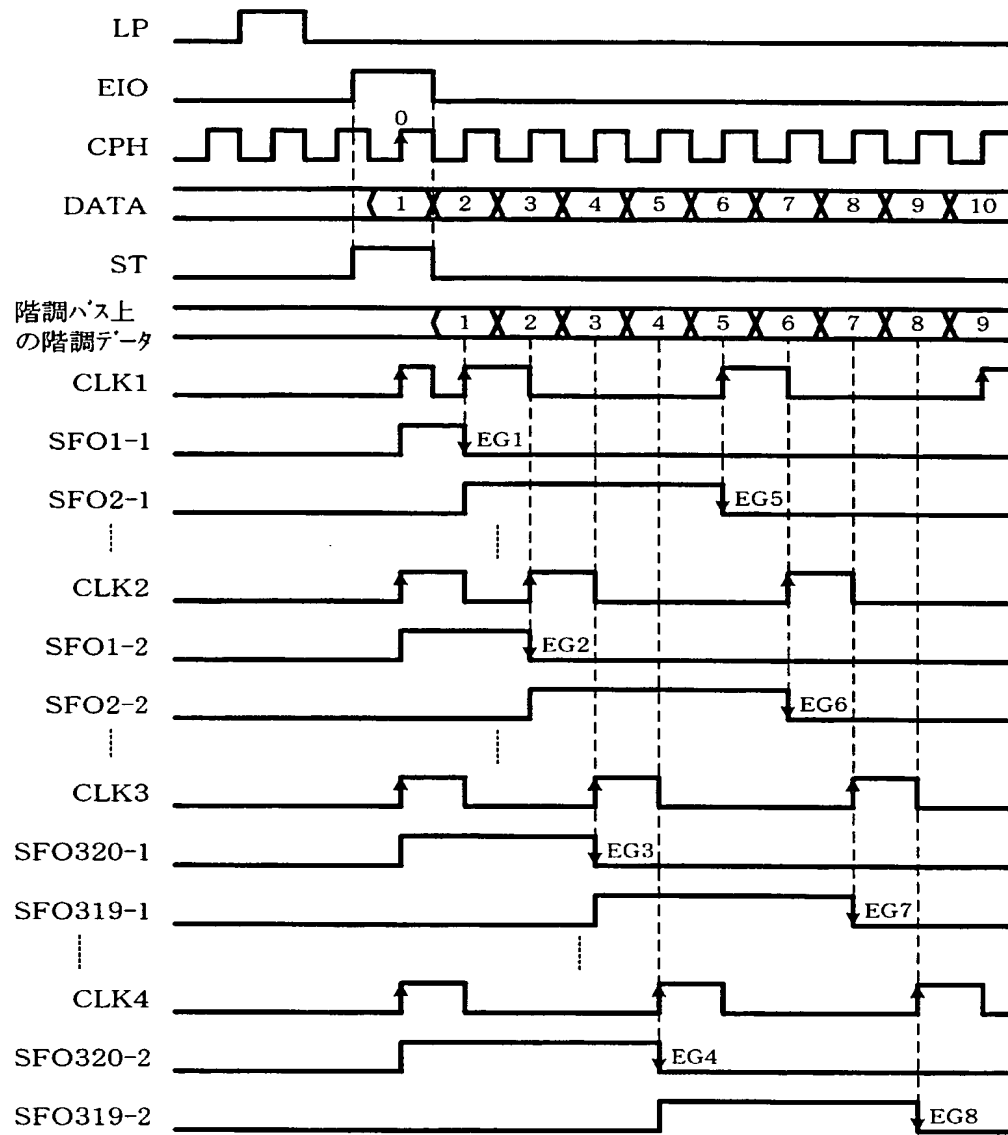 LP
EIO
0
CPH
DATA 1 2 3 4 5 6 7 8 9 10
ST
階調バス上
の階調データ 1 2 3 4 5 6 7 8 9
CLK1
SFO1-1 EG1
SFO2-1 EG5
CLK2
SFO1-2 EG2
SFO2-2 EG6
CLK3
SFO320-1 EG3
SFO319-1 EG7
CLK4
SFO320-2 EG4
SFO319-2 EG8